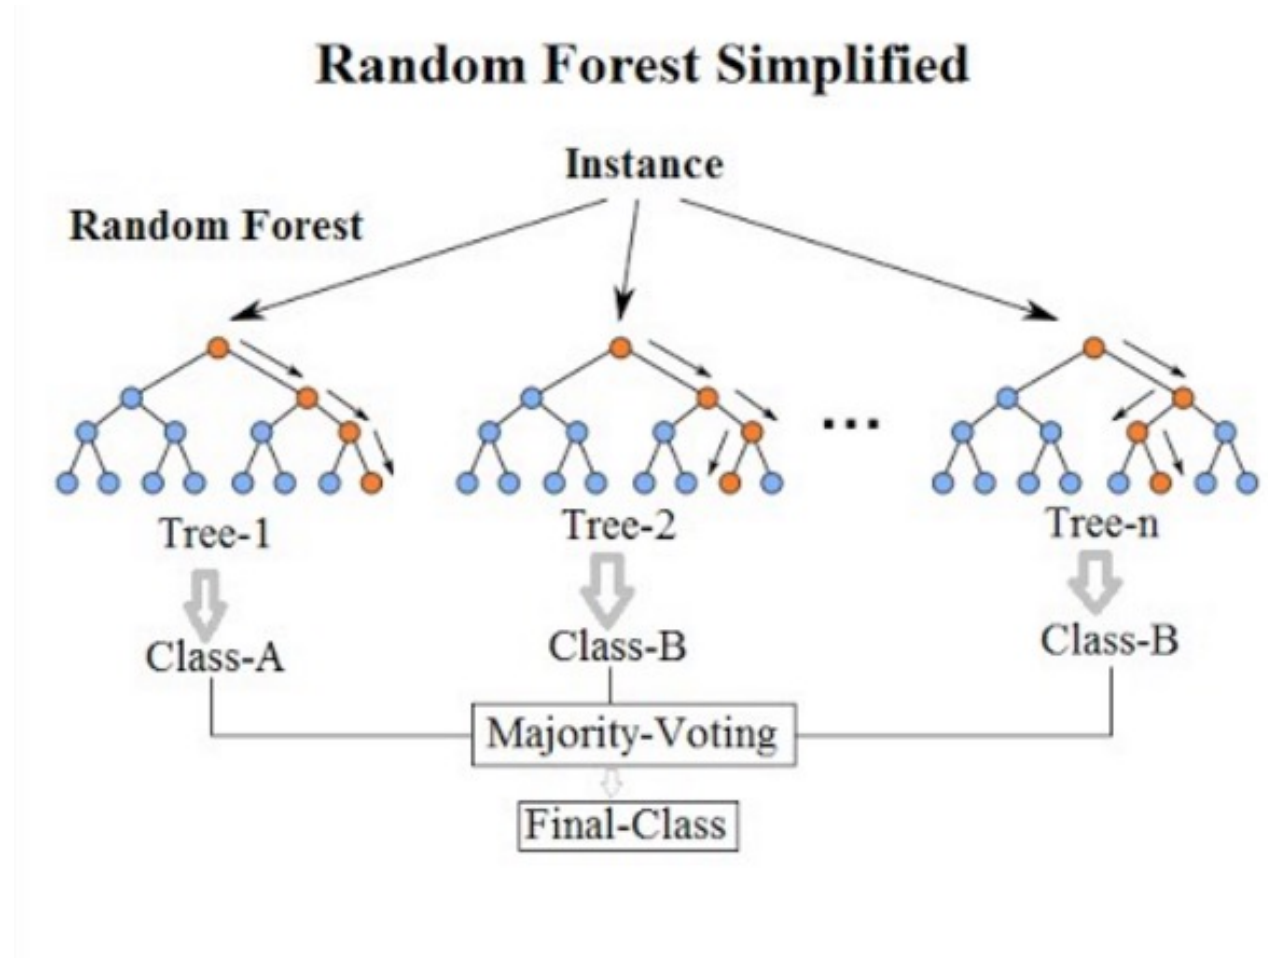 Random Forest Simplified
Instance
Random Forest
...
Tree-1
Tree-2
Tree-n
Class-A
Class-B
Class-B
Majority-Voting
Final-Class